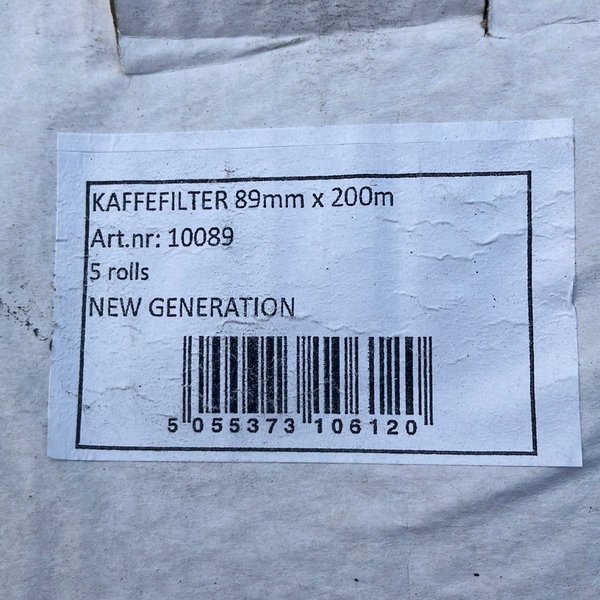 KAFFEFILTER 89mm x 200m
Art.nr: 10089
5 rolls
NEW GENERATION
5 055373 106120